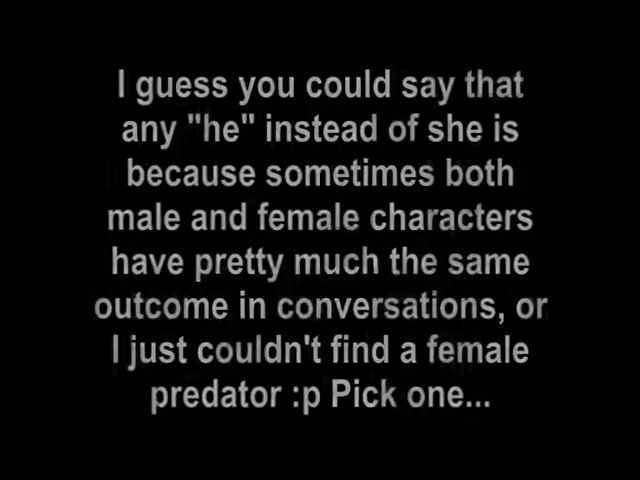 I guess you could say that
any "he" instead of she is
because sometimes both
male and female characters
have pretty much the same
outcome in conversations, or
I just couldn't find a female
predator :p Pick one...